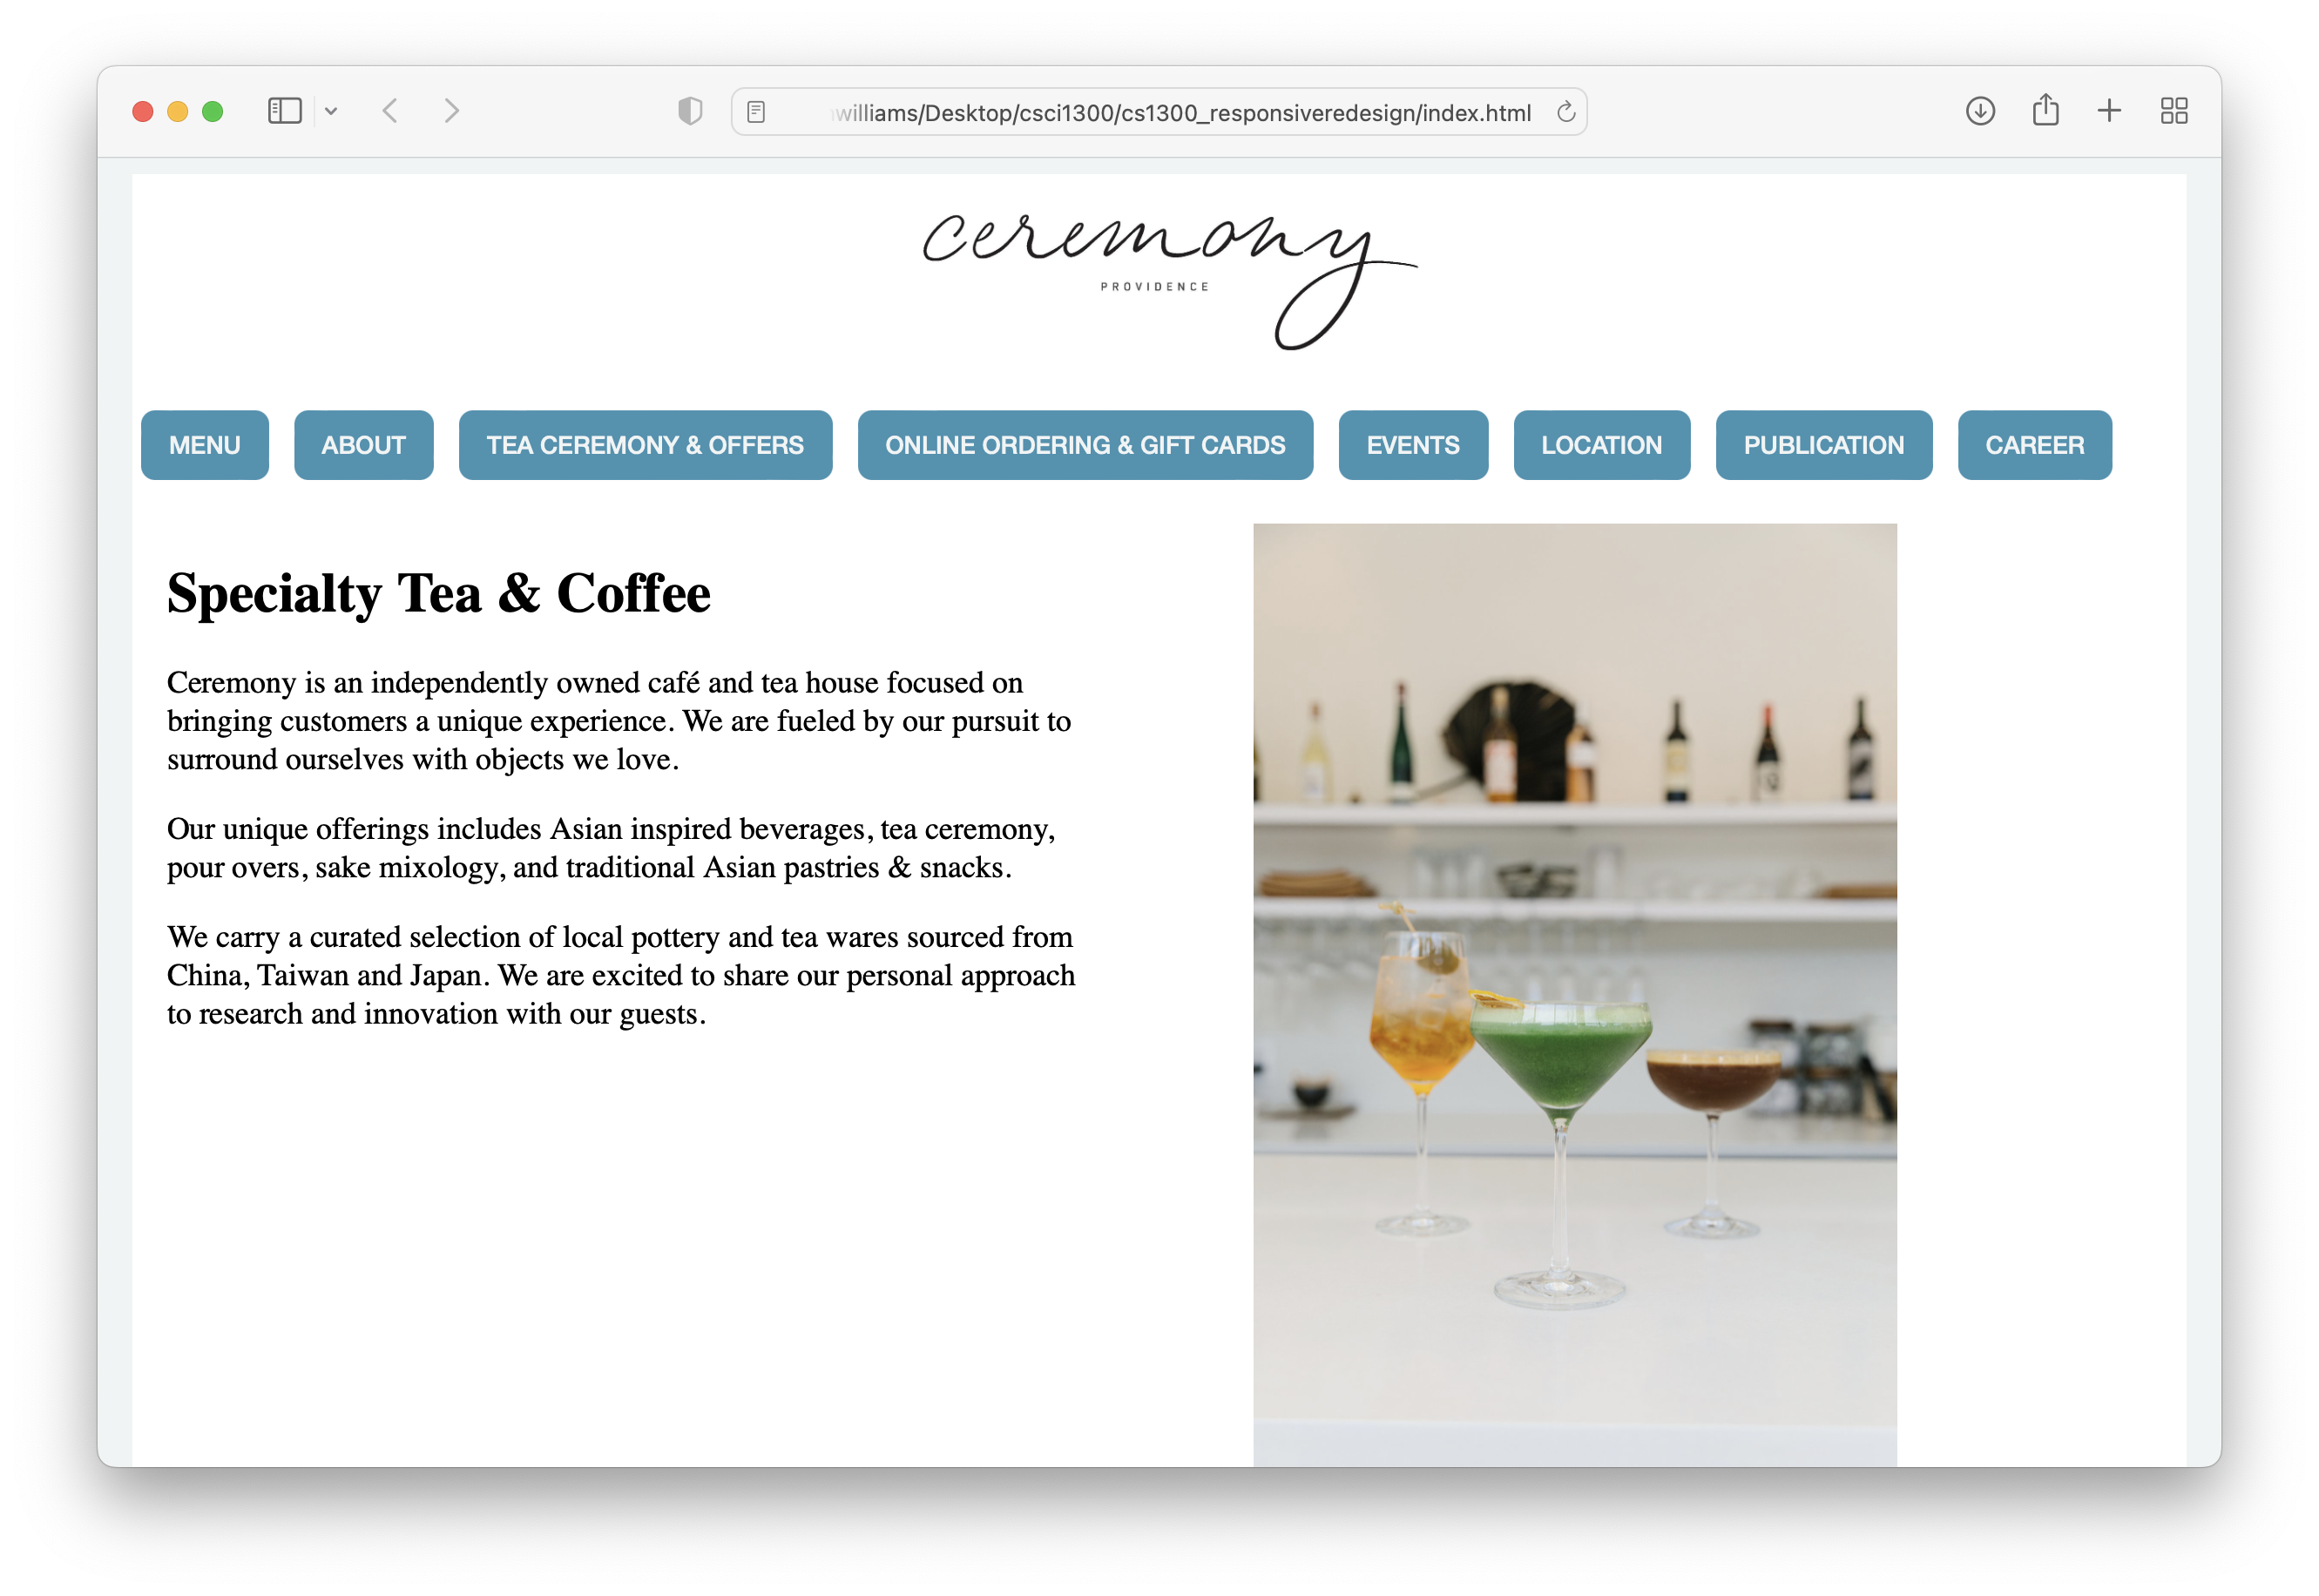 williams/Desktop/csci1300/cs1300_responsiveredesign/index.html
ceremony
PROVIDENCE
MENU ABOUT TEA CEREMONY & OFFERS ONLINE ORDERING & GIFT CARDS EVENTS LOCATION PUBLICATION CAREER
Specialty Tea & Coffee
Ceremony is an independently owned café and tea house focused on
bringing customers a unique experience. We are fueled by our pursuit to
surround ourselves with objects we love.
Our unique offerings includes Asian inspired beverages, tea ceremony,
pour overs, sake mixology, and traditional Asian pastries & snacks.
We carry a curated selection of local pottery and tea wares sourced from
China, Taiwan and Japan. We are excited to share our personal approach
to research and innovation with our guests.